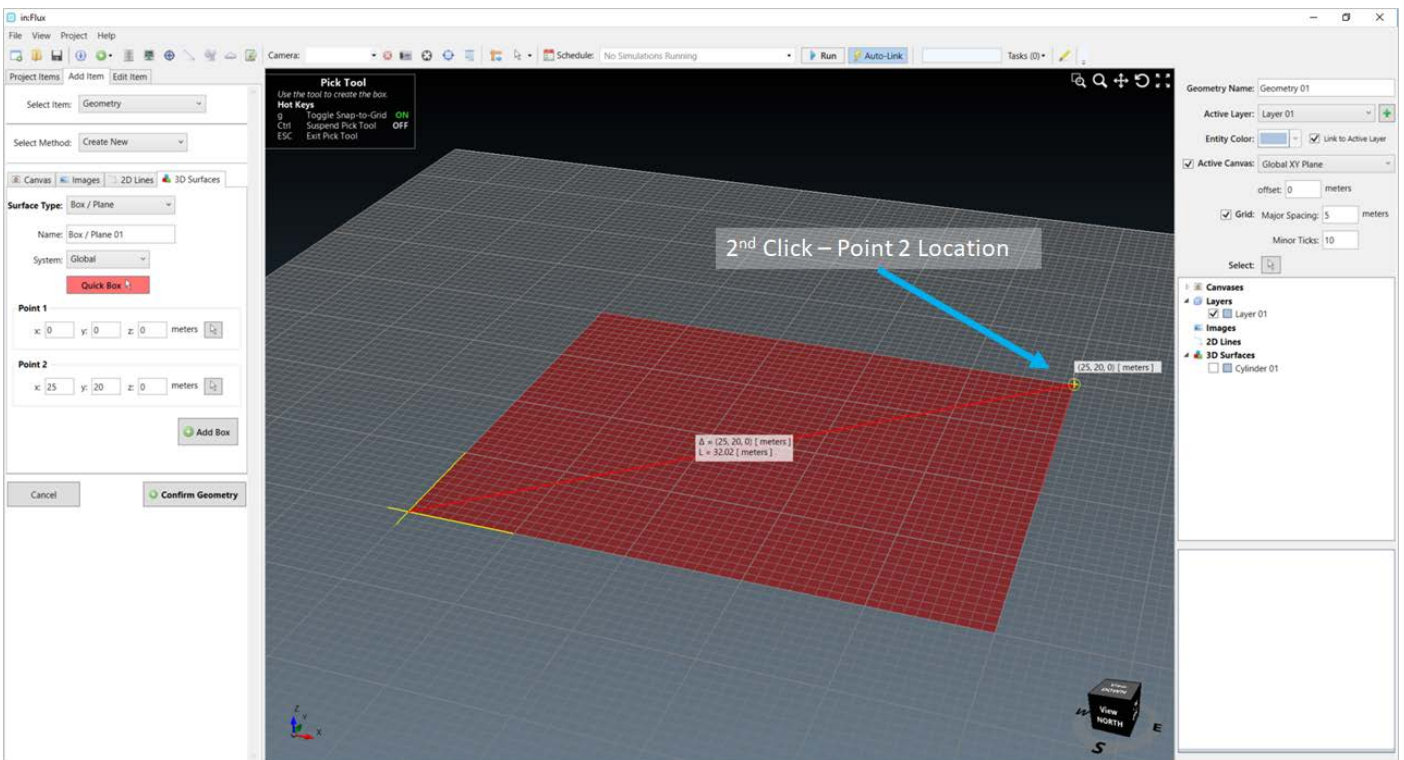 in:Flux
File View Project Help
Camera:
Schedule: No Simulations Running
Run
Auto-Link
Tasks (0)
Project Items Add Item Edit Item
Select Item: Geometry
Select Method: Create New
Canvas Images 2D Lines 3D Surfaces
Surface Type: Box / Plane
Name: Box / Plane 01
System: Global
Quick Box
Point 1
x: 0 y: 0 z: 0 meters
Point 2
x: 25 y: 20 z: 0 meters
Add Box
Cancel
Confirm Geometry
Pick Tool
Use the tool to create the box.
Hot Keys
g Toggle Snap-to-Grid ON
Ctrl Suspend Pick Tool OFF
ESC Exit Pick Tool
2nd Click – Point 2 Location
(25, 20, 0) [ meters ]
Δ = (25, 20, 0) [ meters ]
L = 32.02 [ meters ]
Z
Y
X
View
DOWN
View
NORTH
W
E
S
Geometry Name: Geometry 01
Active Layer: Layer 01
Entity Color: Link to Active Layer
Active Canvas: Global XY Plane
offset: 0 meters
Grid: Major Spacing: 5 meters
Minor Ticks: 10
Select:
Canvases
Layers
Layer 01
Images
2D Lines
3D Surfaces
Cylinder 01